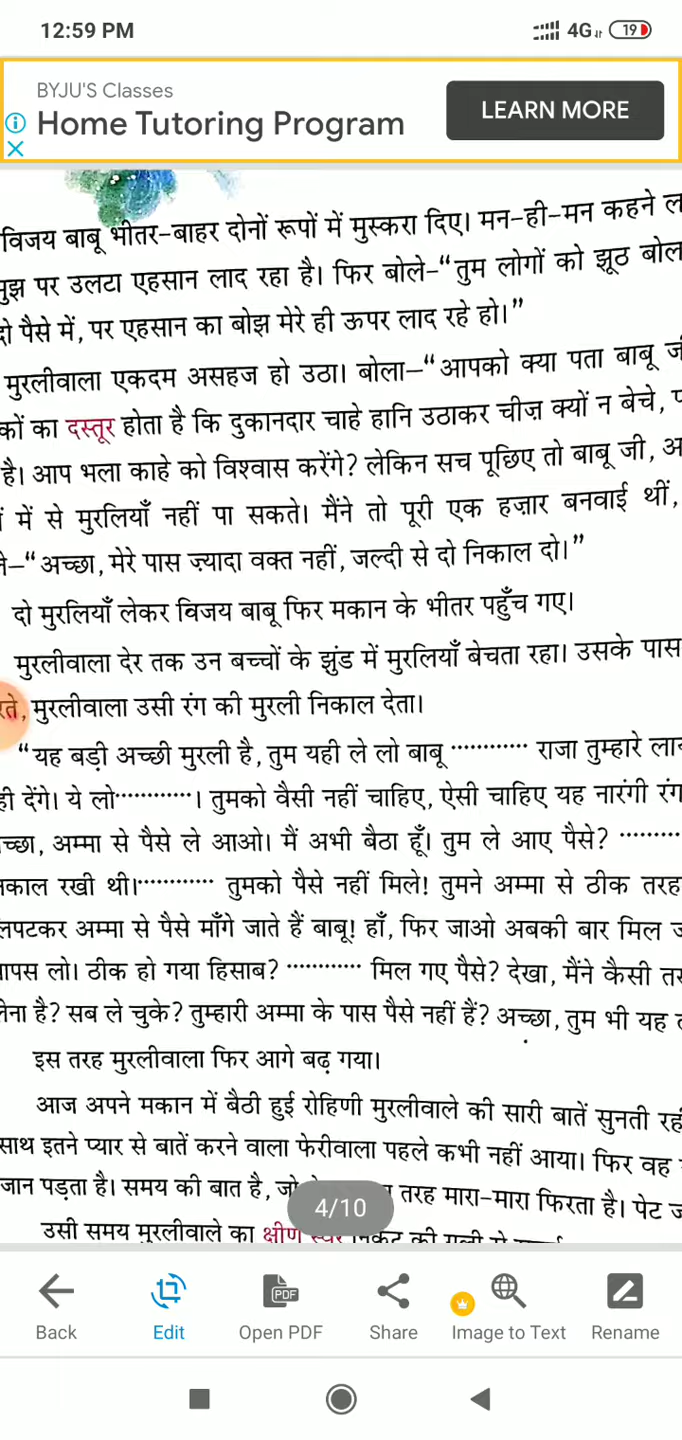 12:59 PM
4G 19
BYJU'S Classes
Home Tutoring Program
LEARN MORE
विजय बाबू भीतर-बाहर दोनों रूपों में मुस्करा दिए। मन-ही-मन कहने ल
मुझ पर उलटा एहसान लाद रहा है। फिर बोले-“तुम लोगों को झूठ बोल
दो पैसे में, पर एहसान का बोझ मेरे ही ऊपर लाद रहे हो।”
मुरलीवाला एकदम असहज हो उठा। बोला-“आपको क्या पता बाबू ज
कों का दस्तूर होता है कि दुकानदार चाहे हानि उठाकर चीज़ क्यों न बेचे, प
है। आप भला काहे को विश्वास करेंगे? लेकिन सच पूछिए तो बाबू जी, अ
में से मुरलियाँ नहीं पा सकते। मैंने तो पूरी एक हज़ार बनवाई थीं,
-“अच्छा, मेरे पास ज़्यादा वक्त नहीं, जल्दी से दो निकाल दो।”
दो मुरलियाँ लेकर विजय बाबू फिर मकान के भीतर पहुँच गए।
मुरलीवाला देर तक उन बच्चों के झुंड में मुरलियाँ बेचता रहा। उसके पास
रते, मुरलीवाला उसी रंग की मुरली निकाल देता।
“यह बड़ी अच्छी मुरली है, तुम यही ले लो बाबू ............ राजा तुम्हारे ला
ही देंगे। ये लो............। तुमको वैसी नहीं चाहिए, ऐसी चाहिए यह नारंगी रंग
च्छा, अम्मा से पैसे ले आओ। मैं अभी बैठा हूँ। तुम ले आए पैसे? .........
नकाल रखी थी।............ तुमको पैसे नहीं मिले! तुमने अम्मा से ठीक तरह
लिपटकर अम्मा से पैसे माँगे जाते हैं बाबू! हाँ, फिर जाओ अबकी बार मिल ज
ापस लो। ठीक हो गया हिसाब? ............ मिल गए पैसे? देखा, मैंने कैसी तर
लेना है? सब ले चुके? तुम्हारी अम्मा के पास पैसे नहीं हैं? अच्छा, तुम भी यह
इस तरह मुरलीवाला फिर आगे बढ़ गया।
आज अपने मकान में बैठी हुई रोहिणी मुरलीवाले की सारी बातें सुनती रह
साथ इतने प्यार से बातें करने वाला फेरीवाला पहले कभी नहीं आया। फिर वह
जान पड़ता है। समय की बात है, जो तरह मारा-मारा फिरता है। पेट ज
4/10
उसी समय मुरलीवाले का क्षीण स्वर निकट की गली से
Back
Edit
Open PDF
Share
Image to Text
Rename